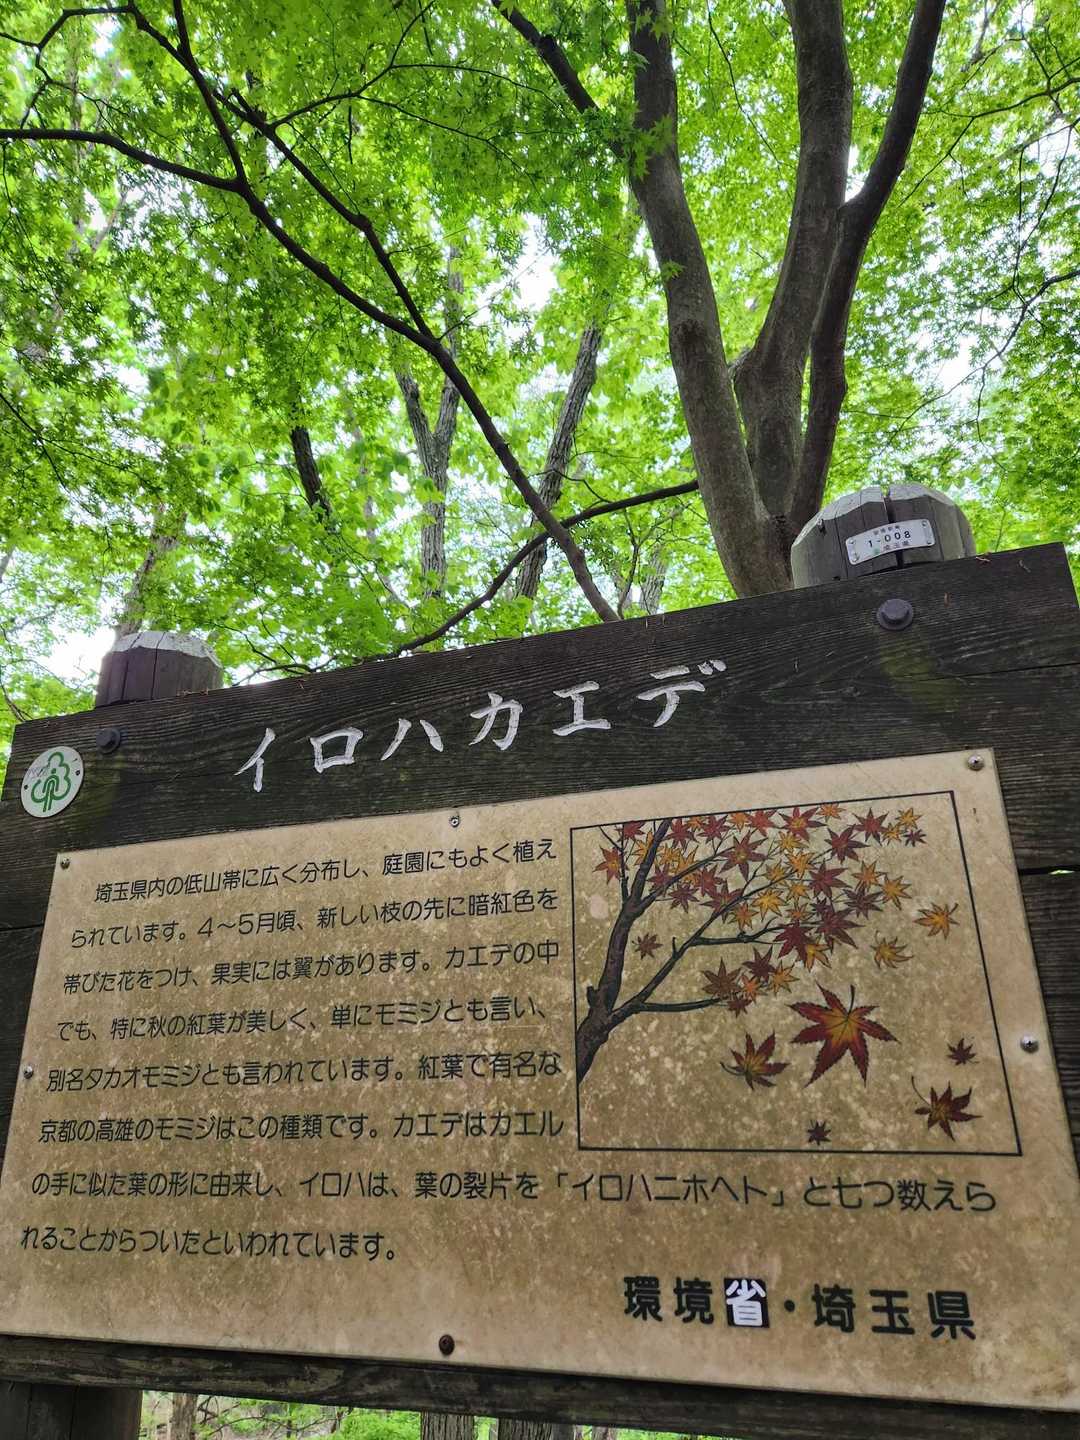 1-008
埼玉県
イロハカエデ
埼玉県内の低山帯に広く分布し、庭園にもよく植え
られています。4〜5月頃、新しい枝の先に暗紅色を
帯びた花をつけ、果実には翼があります。カエデの中
でも、特に秋の紅葉が美しく、単にモミジとも言い、
別名タカオモミジとも言われています。紅葉で有名な
京都の高雄のモミジはこの種類です。カエデはカエル
の手に似た葉の形に由来し、イロハは、葉の裂片を「イロハニホヘト」と七つ数えら
れることからついたといわれています。
環境省・埼玉県